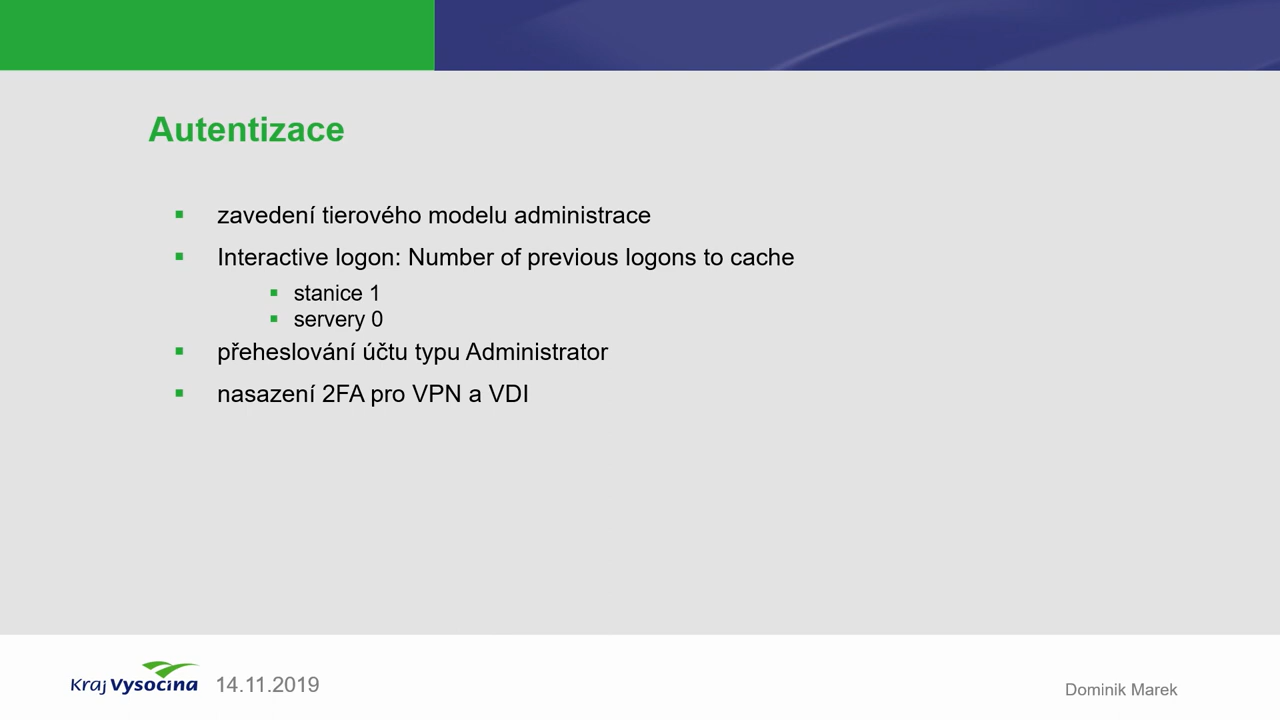 Autentizace
zavedení tierového modelu administrace
Interactive logon: Number of previous logons to cache
stanice 1
servery 0
přeheslování účtu typu Administrator
nasazení 2FA pro VPN a VDI
Kraj Vysočina
14.11.2019
Dominik Marek